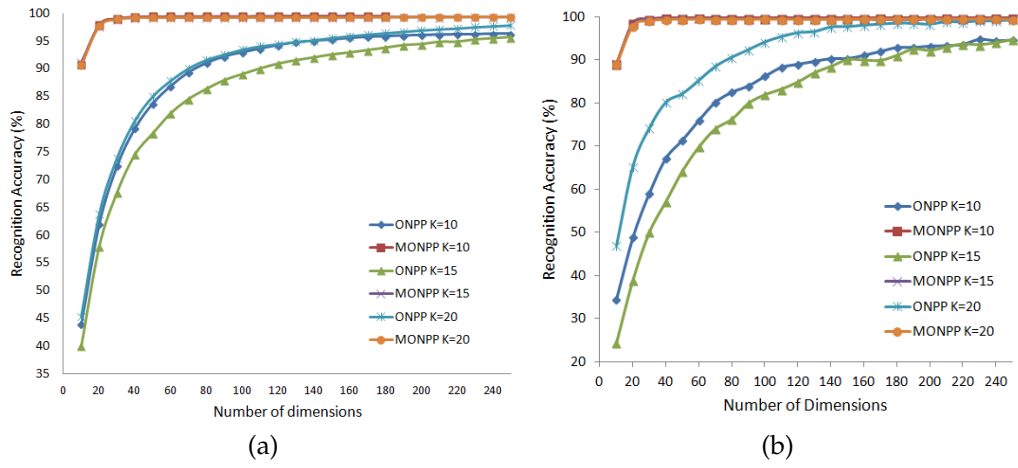 100
95
90
85
80
75
70
65
60
55
50
45
40
35
Recognition Accuracy (%)
0 20 40 60 80 100 120 140 160 180 200 220 240
Number of dimensions
ONPP K=10
MONPP K=10
ONPP K=15
MONPP K=15
ONPP K=20
MONPP K=20
(a)
100
90
80
70
60
50
40
30
20
Recognition Accuracy (%)
0 20 40 60 80 100 120 140 160 180 200 220 240
Number of Dimensions
ONPP K=10
MONPP K=10
ONPP K=15
MONPP K=15
ONPP K=20
MONPP K=20
(b)